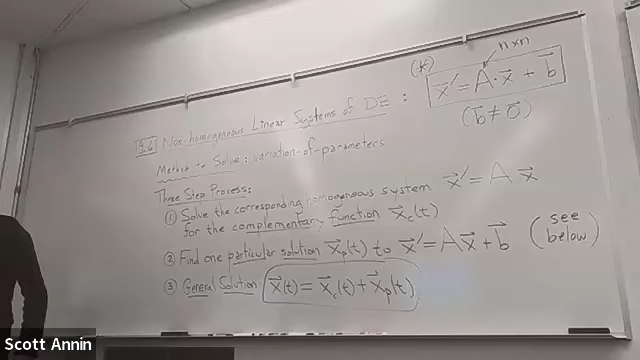 (*)
n×n
x⃗' = A·x⃗ + b⃗
9.6 Non-homogeneous Linear Systems of DE :
(b⃗ ≠ 0⃗)
Method to Solve: variation-of-parameters
Three Step Process:
① Solve the corresponding homogeneous system x⃗' = A x⃗
for the complementary function x⃗c(t)
② Find one particular solution x⃗p(t) to x⃗' = Ax⃗ + b⃗ (see below)
③ General Solution x⃗(t) = x⃗c(t) + x⃗p(t)
Scott Annin